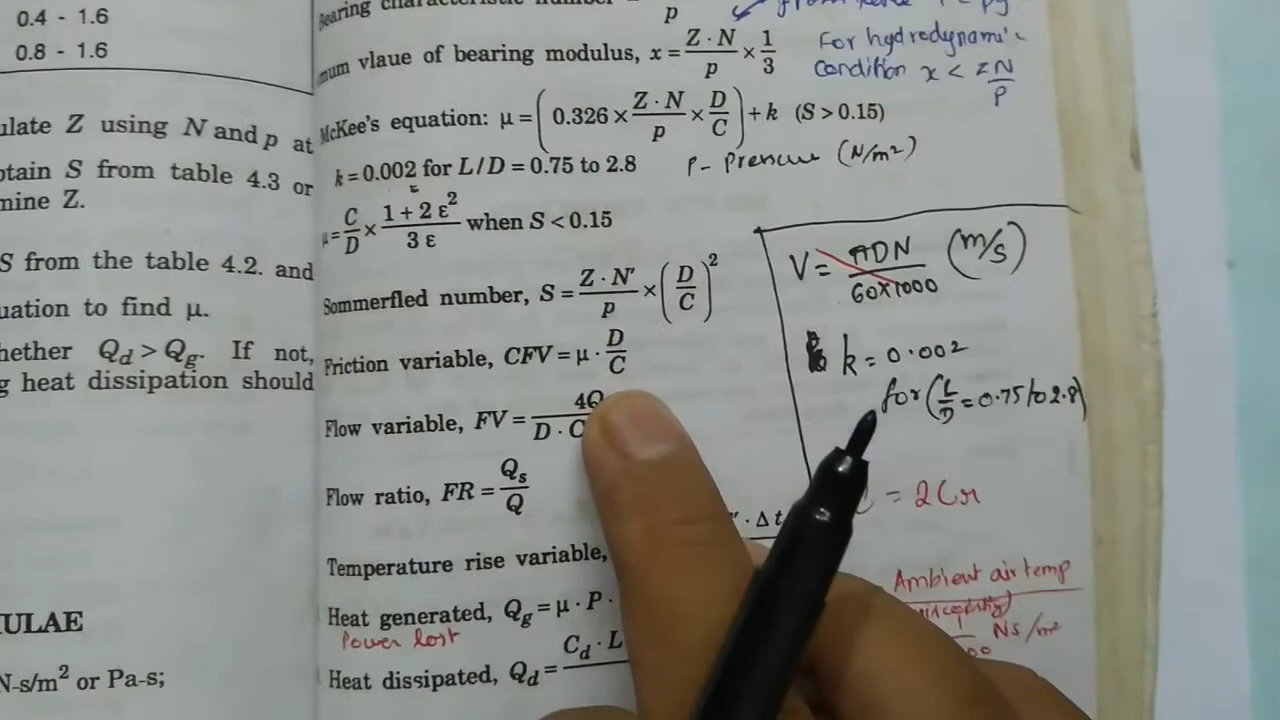 0.4 - 1.6
0.8 - 1.6
ulate Z using N and p at
otain S from table 4.3 or
mine Z.
S from the table 4.2. and
uation to find μ.
hether Q_d > Q_g. If not,
g heat dissipation should
ULAE
N-s/m² or Pa-s;
Bearing characteristic number =
p
mum vlaue of bearing modulus, x = Z · N / p × 1/3
For hydrodynamic
Condition x < ZN/P
McKee's equation: μ = (0.326 × Z · N / p × D/C) + k (S > 0.15)
k = 0.002 for L/D = 0.75 to 2.8
P - Pressure (N/m²)
μ = C/D × (1 + 2 ε²) / 3 ε when S < 0.15
Sommerfled number, S = Z · N' / p × (D/C)²
Friction variable, CFV = μ · D/C
Flow variable, FV = 4Q / D · C
Flow ratio, FR = Q_s / Q
Temperature rise variable,
" · Δt
Heat generated, Q_g = μ · P ·
Power lost
Heat dissipated, Q_d = C_d · L
V = πDN / 60×1000 (m/s)
k = 0.002
for (L/D = 0.75 to 2.8)
= 2Cr
Ambient air temp
Ns/m²